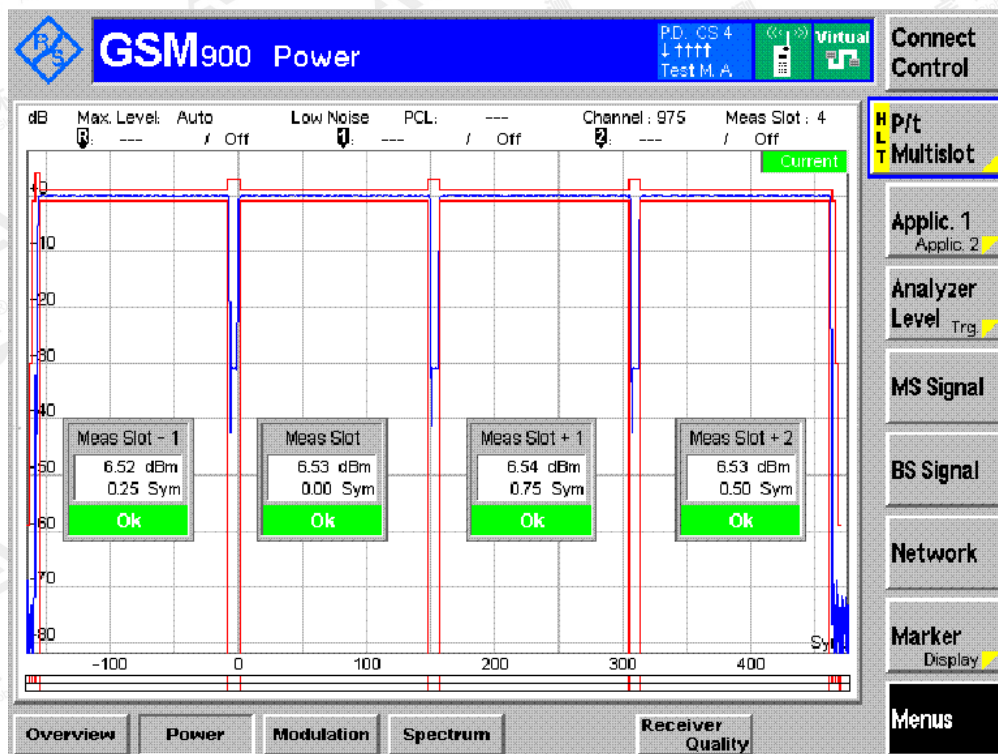 R/S
GSM900 Power
P.D. CS 4
↓ ↑↑↑↑
Test M. A
Virtual
Connect
Control
dB Max. Level: Auto Low Noise PCL: --- Channel : 975 Meas Slot : 4
R: --- / Off 1: --- / Off 2: --- / Off
HLT
P/t
Multislot
Current
+0
-10
-20
-30
-40
-50
-60
-70
-80
Meas Slot - 1
6.52 dBm
0.25 Sym
Ok
Meas Slot
6.53 dBm
0.00 Sym
Ok
Meas Slot + 1
6.54 dBm
0.75 Sym
Ok
Meas Slot + 2
6.53 dBm
0.50 Sym
Ok
-100 0 100 200 300 400
Applic. 1
Applic. 2
Analyzer
Level Trg.
MS Signal
BS Signal
Network
Marker
Display
Menus
Overview Power Modulation Spectrum Receiver
Quality